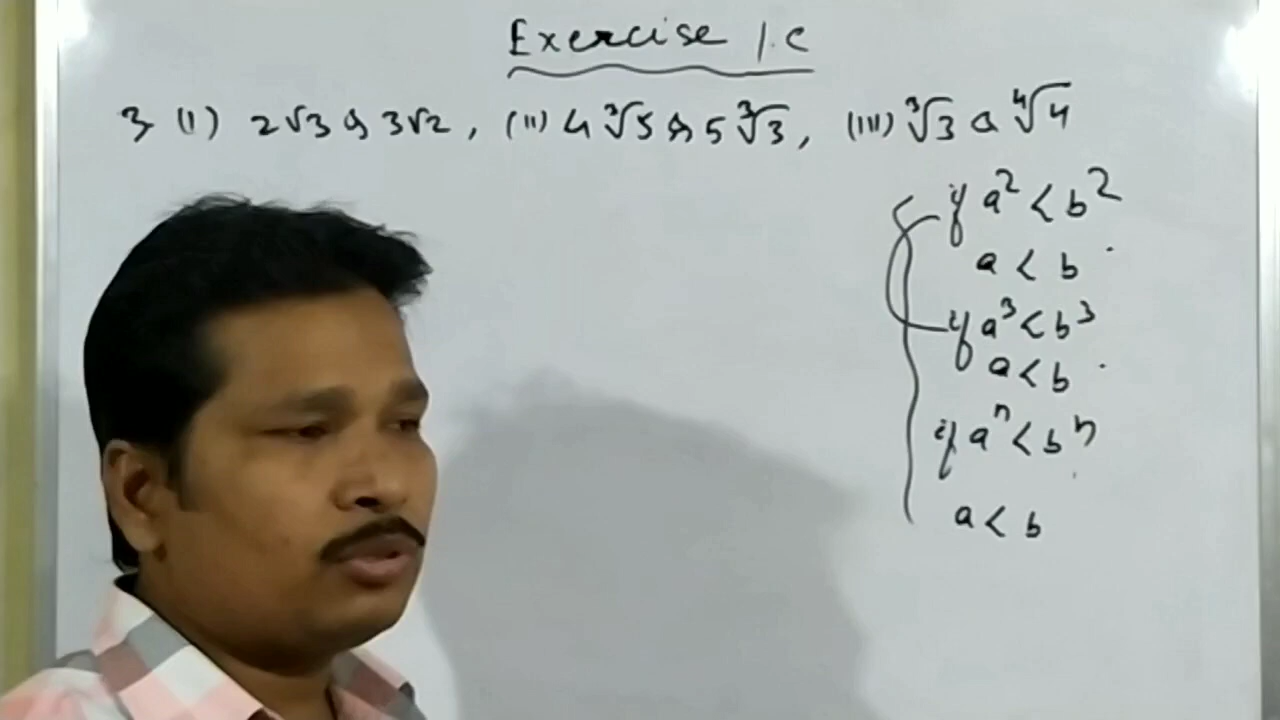 Exercise 1.c
3 (i) 2√3 & 3√2, (ii) 4 ∛5 & 5 ∛3, (iii) ∛3 & ∜4
if a² < b²
a < b
if a³ < b³
a < b
if aⁿ < bⁿ
a < b